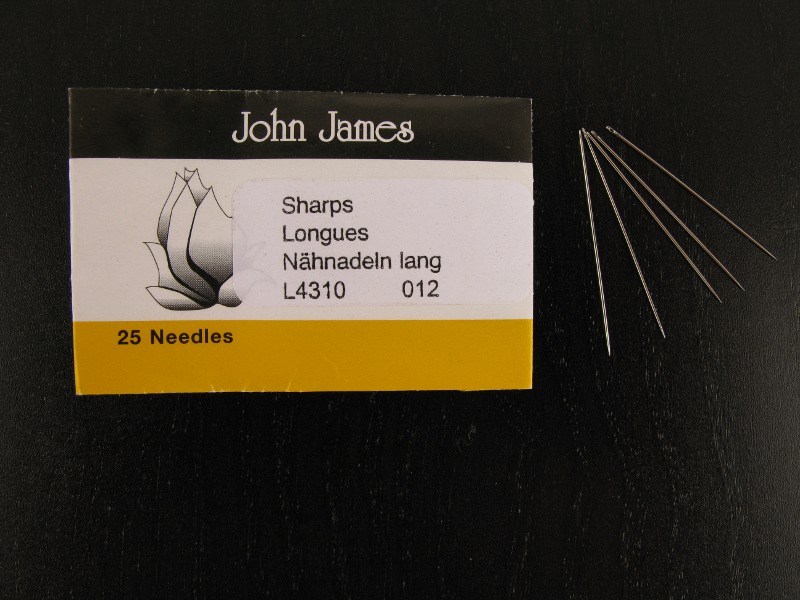 John James
Sharps
Longues
Nähnadeln lang
L4310 012
25 Needles